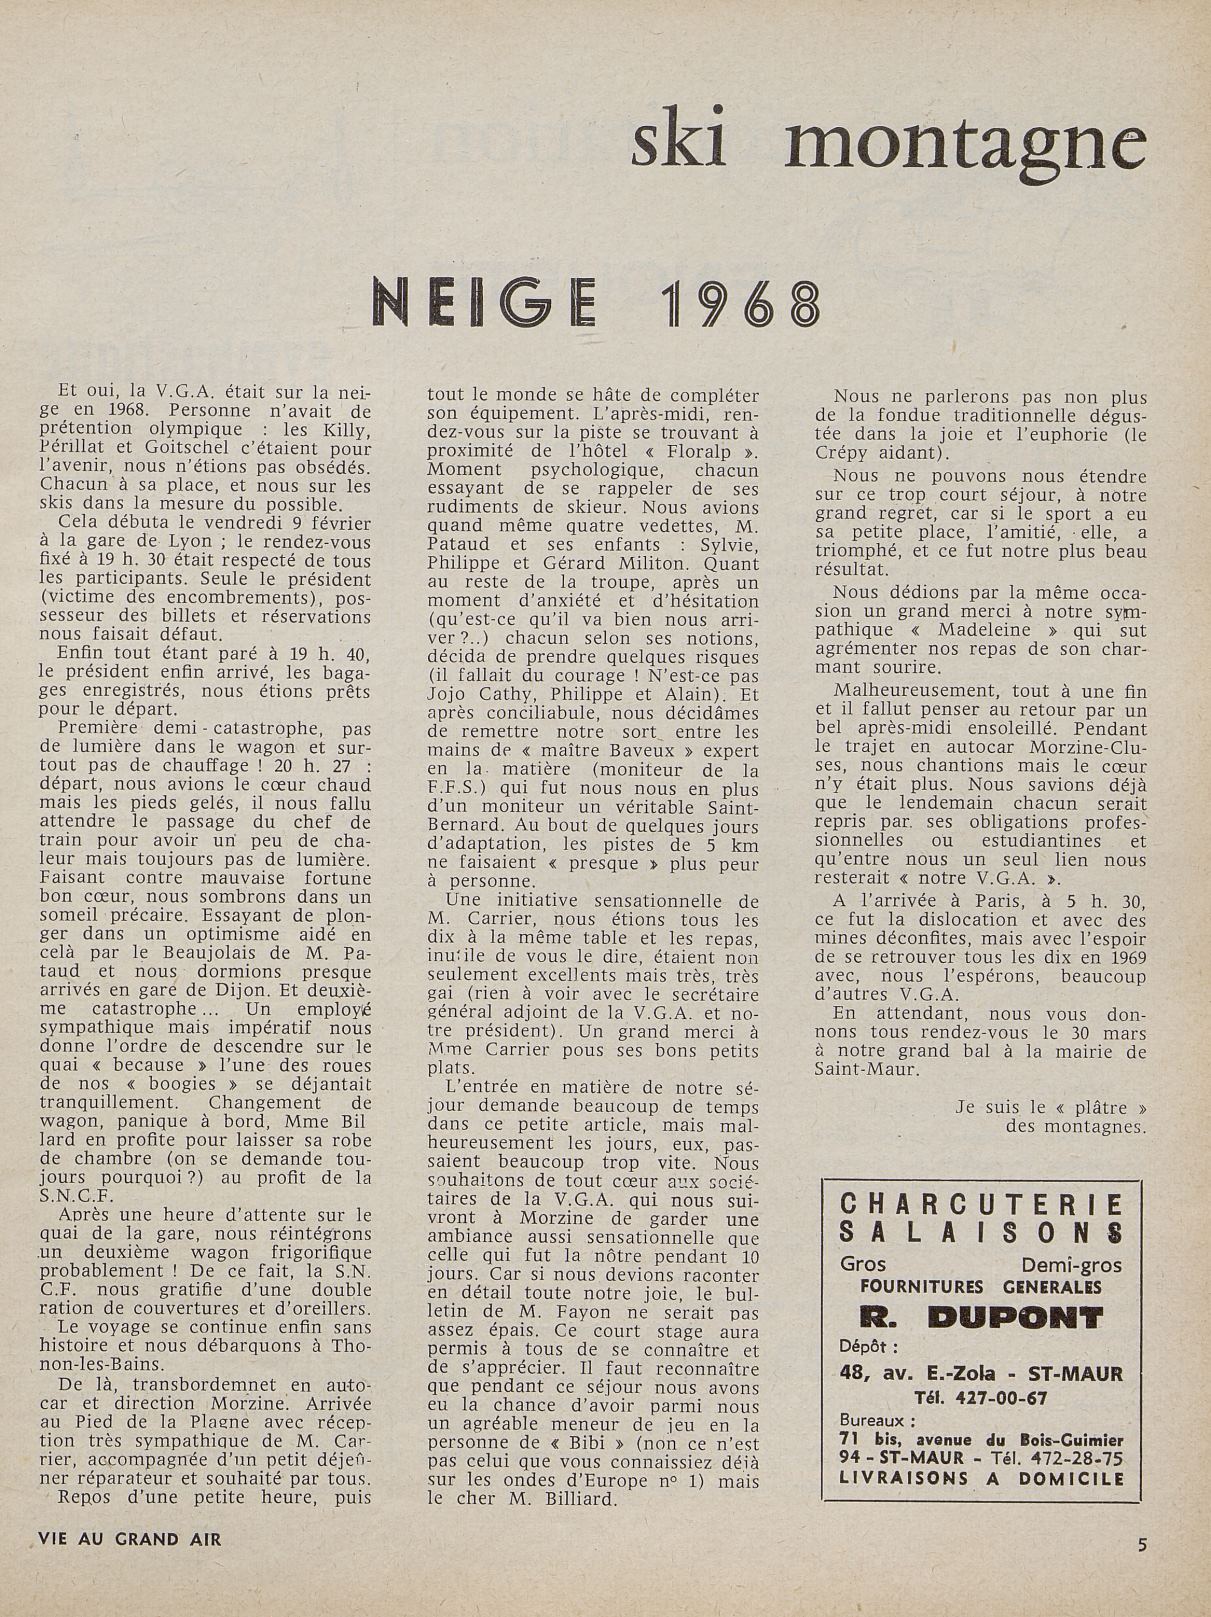 ski montagne
NEIGE 1968
Et oui, la V.G.A. était sur la nei-
ge en 1968. Personne n'avait de
prétention olympique : les Killy,
Périllat et Goitschel c'étaient pour
l'avenir, nous n'étions pas obsédés.
Chacun à sa place, et nous sur les
skis dans la mesure du possible.
Cela débuta le vendredi 9 février
à la gare de Lyon ; le rendez-vous
fixé à 19 h. 30 était respecté de tous
les participants. Seule le président
(victime des encombrements), pos-
sesseur des billets et réservations
nous faisait défaut.
Enfin tout étant paré à 19 h. 40,
le président enfin arrivé, les baga-
ges enregistrés, nous étions prêts
pour le départ.
Première demi - catastrophe, pas
de lumière dans le wagon et sur-
tout pas de chauffage ! 20 h. 27 :
départ, nous avions le cœur chaud
mais les pieds gelés, il nous fallu
attendre le passage du chef de
train pour avoir un peu de cha-
leur mais toujours pas de lumière.
Faisant contre mauvaise fortune
bon cœur, nous sombrons dans un
someil précaire. Essayant de plon-
ger dans un optimisme aidé en
celà par le Beaujolais de M. Pa-
taud et nous dormions presque
arrivés en gare de Dijon. Et deuxiè-
me catastrophe... Un employé
sympathique mais impératif nous
donne l'ordre de descendre sur le
quai « because » l'une des roues
de nos « boogies » se déjantait
tranquillement. Changement de
wagon, panique à bord, Mme Bil
lard en profite pour laisser sa robe
de chambre (on se demande tou-
jours pourquoi ?) au profit de la
S.N.C.F.
Après une heure d'attente sur le
quai de la gare, nous réintégrons
un deuxième wagon frigorifique
probablement ! De ce fait, la S.N.
C.F. nous gratifie d'une double
ration de couvertures et d'oreillers.
Le voyage se continue enfin sans
histoire et nous débarquons à Tho-
non-les-Bains.
De là, transbordemnet en auto-
car et direction Morzine. Arrivée
au Pied de la Plagne avec récep-
tion très sympathique de M. Car-
rier, accompagnée d'un petit déjeû-
ner réparateur et souhaité par tous.
Repos d'une petite heure, puis
tout le monde se hâte de compléter
son équipement. L'après-midi, ren-
dez-vous sur la piste se trouvant à
proximité de l'hôtel « Floralp ».
Moment psychologique, chacun
essayant de se rappeler de ses
rudiments de skieur. Nous avions
quand même quatre vedettes, M.
Pataud et ses enfants : Sylvie,
Philippe et Gérard Militon. Quant
au reste de la troupe, après un
moment d'anxiété et d'hésitation
(qu'est-ce qu'il va bien nous arri-
ver ?..) chacun selon ses notions,
décida de prendre quelques risques
(il fallait du courage ! N'est-ce pas
Jojo Cathy, Philippe et Alain). Et
après conciliabule, nous décidâmes
de remettre notre sort entre les
mains de « maître Baveux » expert
en la matière (moniteur de la
F.F.S.) qui fut nous nous en plus
d'un moniteur un véritable Saint-
Bernard. Au bout de quelques jours
d'adaptation, les pistes de 5 km
ne faisaient « presque » plus peur
à personne.
Une initiative sensationnelle de
M. Carrier, nous étions tous les
dix à la même table et les repas,
inutile de vous le dire, étaient non
seulement excellents mais très, très
gai (rien à voir avec le secrétaire
général adjoint de la V.G.A. et no-
tre président). Un grand merci à
Mme Carrier pous ses bons petits
plats.
L'entrée en matière de notre sé-
jour demande beaucoup de temps
dans ce petite article, mais mal-
heureusement les jours, eux, pas-
saient beaucoup trop vite. Nous
souhaitons de tout cœur aux socié-
taires de la V.G.A. qui nous sui-
vront à Morzine de garder une
ambiance aussi sensationnelle que
celle qui fut la nôtre pendant 10
jours. Car si nous devions raconter
en détail toute notre joie, le bul-
letin de M. Fayon ne serait pas
assez épais. Ce court stage aura
permis à tous de se connaître et
de s'apprécier. Il faut reconnaître
que pendant ce séjour nous avons
eu la chance d'avoir parmi nous
un agréable meneur de jeu en la
personne de « Bibi » (non ce n'est
pas celui que vous connaissiez déjà
sur les ondes d'Europe n° 1) mais
le cher M. Billiard.
Nous ne parlerons pas non plus
de la fondue traditionnelle dégus-
tée dans la joie et l'euphorie (le
Crépy aidant).
Nous ne pouvons nous étendre
sur ce trop court séjour, à notre
grand regret, car si le sport a eu
sa petite place, l'amitié, elle, a
triomphé, et ce fut notre plus beau
résultat.
Nous dédions par la même occa-
sion un grand merci à notre sym-
pathique « Madeleine » qui sut
agrémenter nos repas de son char-
mant sourire.
Malheureusement, tout à une fin
et il fallut penser au retour par un
bel après-midi ensoleillé. Pendant
le trajet en autocar Morzine-Clu-
ses, nous chantions mais le cœur
n'y était plus. Nous savions déjà
que le lendemain chacun serait
repris par ses obligations profes-
sionnelles ou estudiantines et
qu'entre nous un seul lien nous
resterait « notre V.G.A. ».
A l'arrivée à Paris, à 5 h. 30,
ce fut la dislocation et avec des
mines déconfites, mais avec l'espoir
de se retrouver tous les dix en 1969
avec, nous l'espérons, beaucoup
d'autres V.G.A.
En attendant, nous vous don-
nons tous rendez-vous le 30 mars
à notre grand bal à la mairie de
Saint-Maur.
Je suis le « plâtre »
des montagnes.
CHARCUTERIE
SALAISONS
Gros Demi-gros
FOURNITURES GENERALES
R. DUPONT
Dépôt :
48, av. E.-Zola - ST-MAUR
Tél. 427-00-67
Bureaux :
71 bis, avenue du Bois-Guimier
94 - ST-MAUR - Tél. 472-28-75
LIVRAISONS A DOMICILE
VIE AU GRAND AIR 5